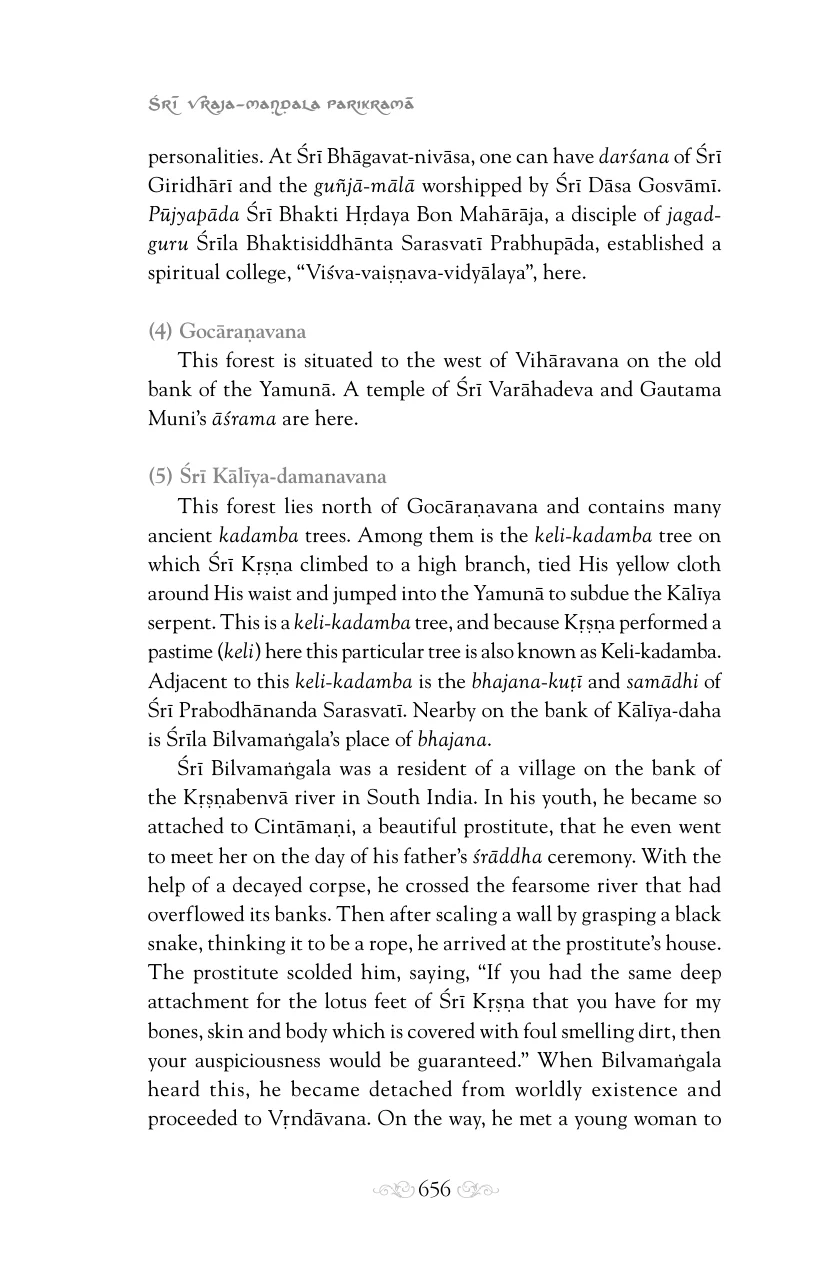 Śrī Vraja-maṇḍala Parikramā
personalities. At Śrī Bhāgavat-nivāsa, one can have darśana of Śrī
Giridhārī and the guñjā-mālā worshipped by Śrī Dāsa Gosvāmī.
Pūjyapāda Śrī Bhakti Hṛdaya Bon Mahārāja, a disciple of jagad-
guru Śrīla Bhaktisiddhānta Sarasvatī Prabhupāda, established a
spiritual college, “Viśva-vaiṣṇava-vidyālaya”, here.
(4) Gocāraṇavana
This forest is situated to the west of Vihāravana on the old
bank of the Yamunā. A temple of Śrī Varāhadeva and Gautama
Muni’s āśrama are here.
(5) Śrī Kālīya-damanavana
This forest lies north of Gocāraṇavana and contains many
ancient kadamba trees. Among them is the keli-kadamba tree on
which Śrī Kṛṣṇa climbed to a high branch, tied His yellow cloth
around His waist and jumped into the Yamunā to subdue the Kālīya
serpent. This is a keli-kadamba tree, and because Kṛṣṇa performed a
pastime (keli) here this particular tree is also known as Keli-kadamba.
Adjacent to this keli-kadamba is the bhajana-kuṭī and samādhi of
Śrī Prabodhānanda Sarasvatī. Nearby on the bank of Kālīya-daha
is Śrīla Bilvamaṅgala’s place of bhajana.
Śrī Bilvamaṅgala was a resident of a village on the bank of
the Kṛṣṇabenvā river in South India. In his youth, he became so
attached to Cintāmaṇi, a beautiful prostitute, that he even went
to meet her on the day of his father’s śrāddha ceremony. With the
help of a decayed corpse, he crossed the fearsome river that had
overflowed its banks. Then after scaling a wall by grasping a black
snake, thinking it to be a rope, he arrived at the prostitute’s house.
The prostitute scolded him, saying, “If you had the same deep
attachment for the lotus feet of Śrī Kṛṣṇa that you have for my
bones, skin and body which is covered with foul smelling dirt, then
your auspiciousness would be guaranteed.” When Bilvamaṅgala
heard this, he became detached from worldly existence and
proceeded to Vṛndāvana. On the way, he met a young woman to
656